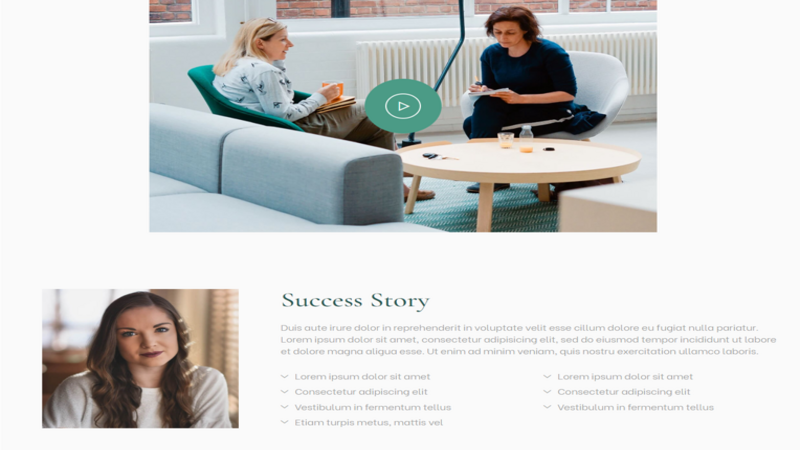 Success Story
Duis aute irure dolor in reprehenderit in voluptate velit esse cillum dolore eu fugiat nulla pariatur.
Lorem ipsum dolor sit amet, consectetur adipisicing elit, sed do eiusmod tempor incididunt ut labore
et dolore magna aliqua esse. Ut enim ad minim veniam, quis nostru exercitation ullamco laboris.
Lorem ipsum dolor sit amet
Consectetur adipiscing elit
Vestibulum in fermentum tellus
Etiam turpis metus, mattis vel
Lorem ipsum dolor sit amet
Consectetur adipiscing elit
Vestibulum in fermentum tellus